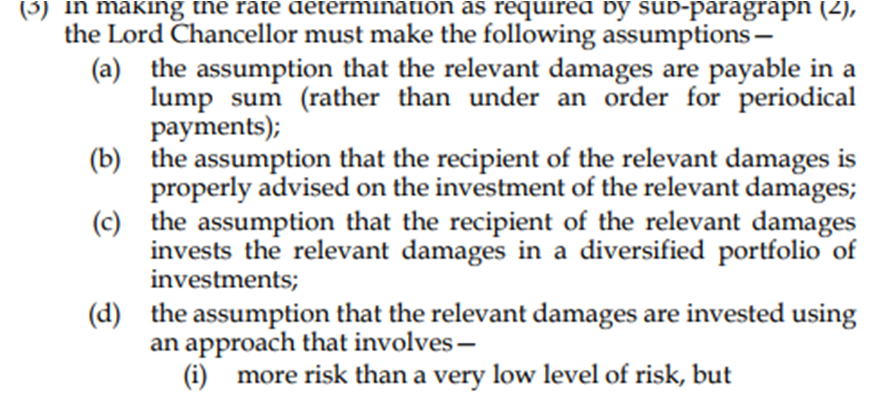 (3) In making the rate determination as required by sub-paragraph (2),
the Lord Chancellor must make the following assumptions—
(a) the assumption that the relevant damages are payable in a
lump sum (rather than under an order for periodical
payments);
(b) the assumption that the recipient of the relevant damages is
properly advised on the investment of the relevant damages;
(c) the assumption that the recipient of the relevant damages
invests the relevant damages in a diversified portfolio of
investments;
(d) the assumption that the relevant damages are invested using
an approach that involves—
(i) more risk than a very low level of risk, but